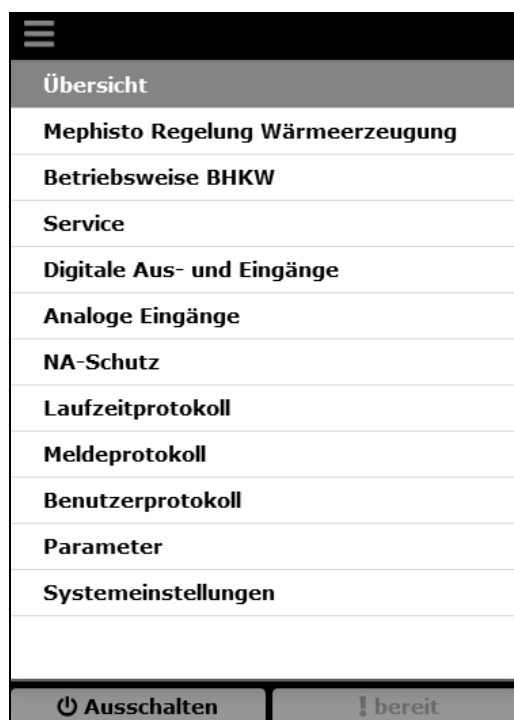 Übersicht
Mephisto Regelung Wärmeerzeugung
Betriebsweise BHKW
Service
Digitale Aus- und Eingänge
Analoge Eingänge
NA-Schutz
Laufzeitprotokoll
Meldeprotokoll
Benutzerprotokoll
Parameter
Systemeinstellungen
Ausschalten
! bereit